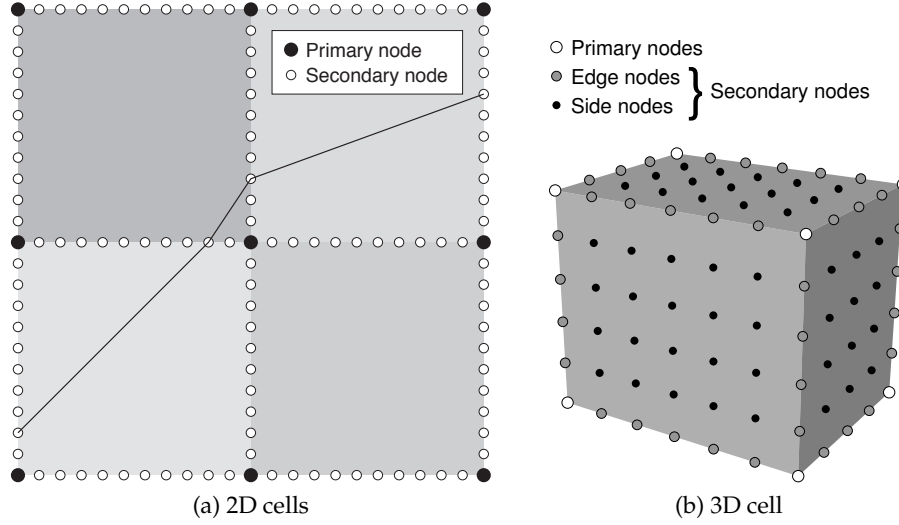 Primary node
Secondary node
(a) 2D cells
Primary nodes
Edge nodes
Side nodes
} Secondary nodes
(b) 3D cell